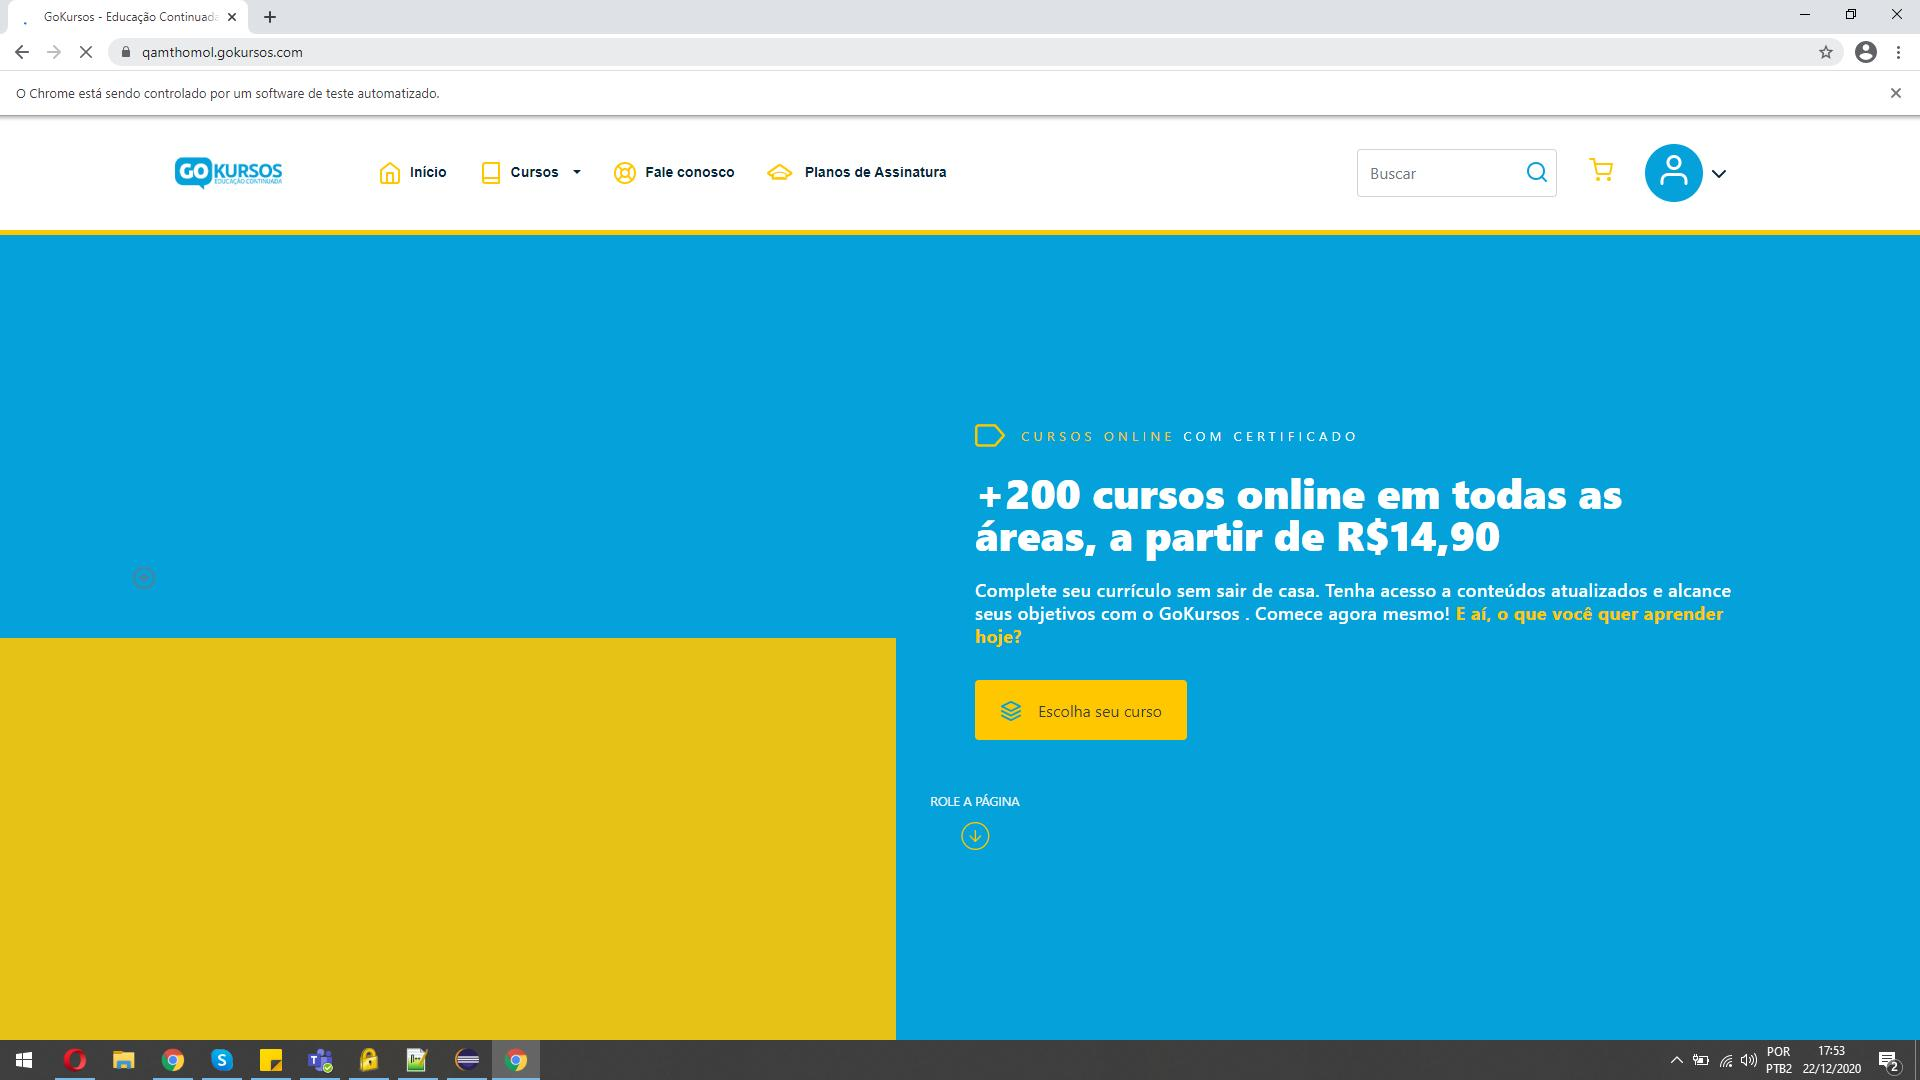 GoKursos - Educação Continuada
qamthomol.gokursos.com
O Chrome está sendo controlado por um software de teste automatizado.
GO KURSOS
EDUCAÇÃO CONTINUADA
Início
Cursos
Fale conosco
Planos de Assinatura
Buscar
CURSOS ONLINE COM CERTIFICADO
+200 cursos online em todas as
áreas, a partir de R$14,90
Complete seu currículo sem sair de casa. Tenha acesso a conteúdos atualizados e alcance
seus objetivos com o GoKursos . Comece agora mesmo! E aí, o que você quer aprender
hoje?
Escolha seu curso
ROLE A PÁGINA
POR
PTB2
17:53
22/12/2020
2